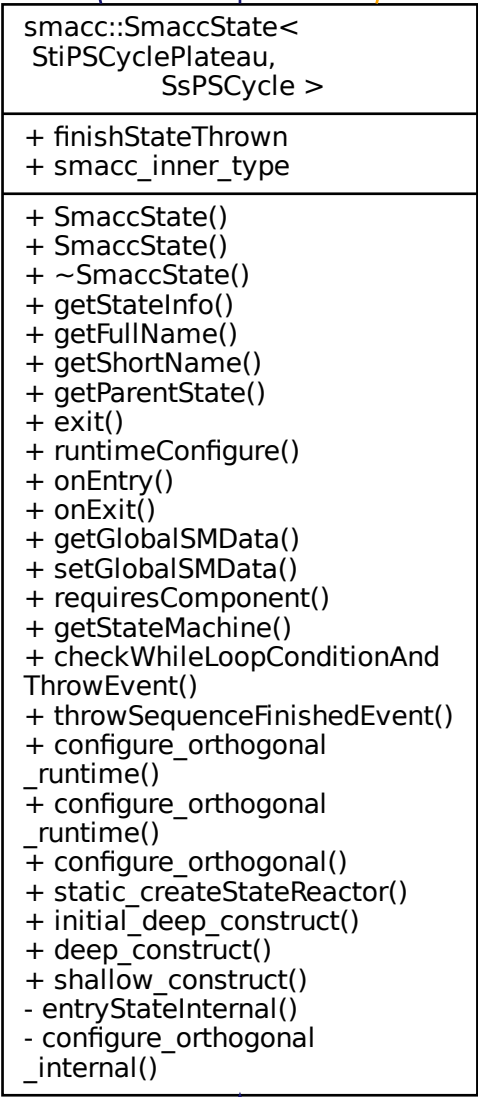 smacc::SmaccState<
StiPSCyclePlateau,
SsPSCycle >
+ finishStateThrown
+ smacc_inner_type
+ SmaccState()
+ SmaccState()
+ ~SmaccState()
+ getStateInfo()
+ getFullName()
+ getShortName()
+ getParentState()
+ exit()
+ runtimeConfigure()
+ onEntry()
+ onExit()
+ getGlobalSMData()
+ setGlobalSMData()
+ requiresComponent()
+ getStateMachine()
+ checkWhileLoopConditionAnd
ThrowEvent()
+ throwSequenceFinishedEvent()
+ configure_orthogonal
_runtime()
+ configure_orthogonal
_runtime()
+ configure_orthogonal()
+ static_createStateReactor()
+ initial_deep_construct()
+ deep_construct()
+ shallow_construct()
- entryStateInternal()
- configure_orthogonal
_internal()